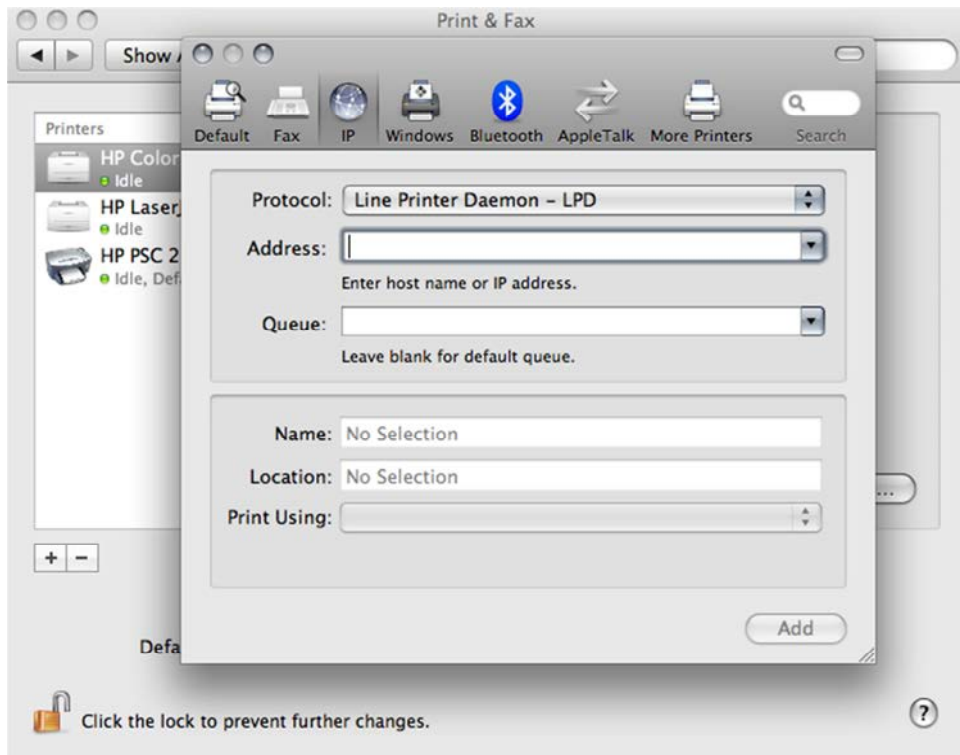 Print & Fax
Show
Default Fax IP Windows Bluetooth AppleTalk More Printers Search
Printers
HP Color
Idle
HP Laser
Idle
HP PSC 2
Idle, Def
Protocol: Line Printer Daemon - LPD
Address:
Enter host name or IP address.
Queue:
Leave blank for default queue.
Name: No Selection
Location: No Selection
Print Using:
...
Add
Defa
Click the lock to prevent further changes.
?